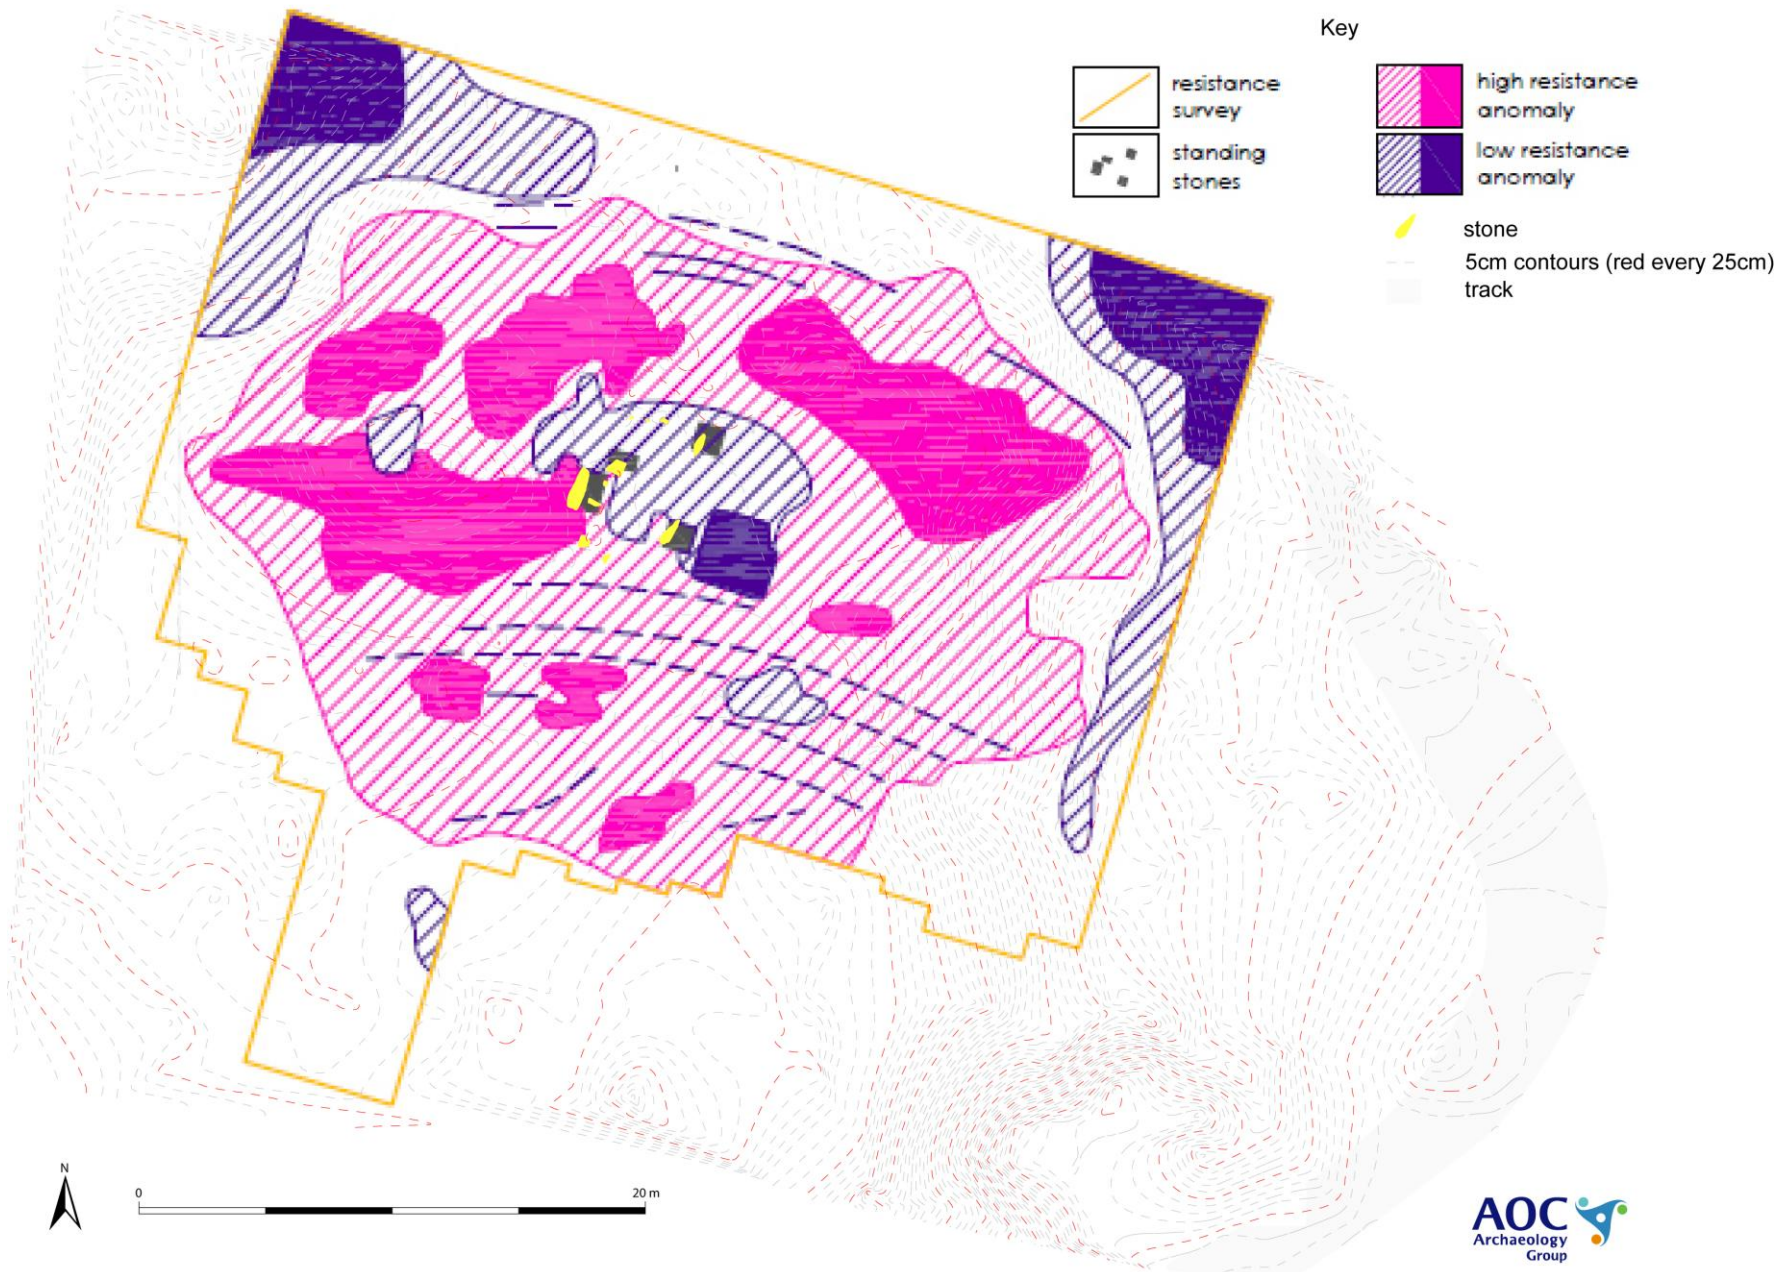 Key
resistance
survey
high resistance
anomaly
standing
stones
low resistance
anomaly
stone
5cm contours (red every 25cm)
track
N
0
20 m
AOC
Archaeology
Group